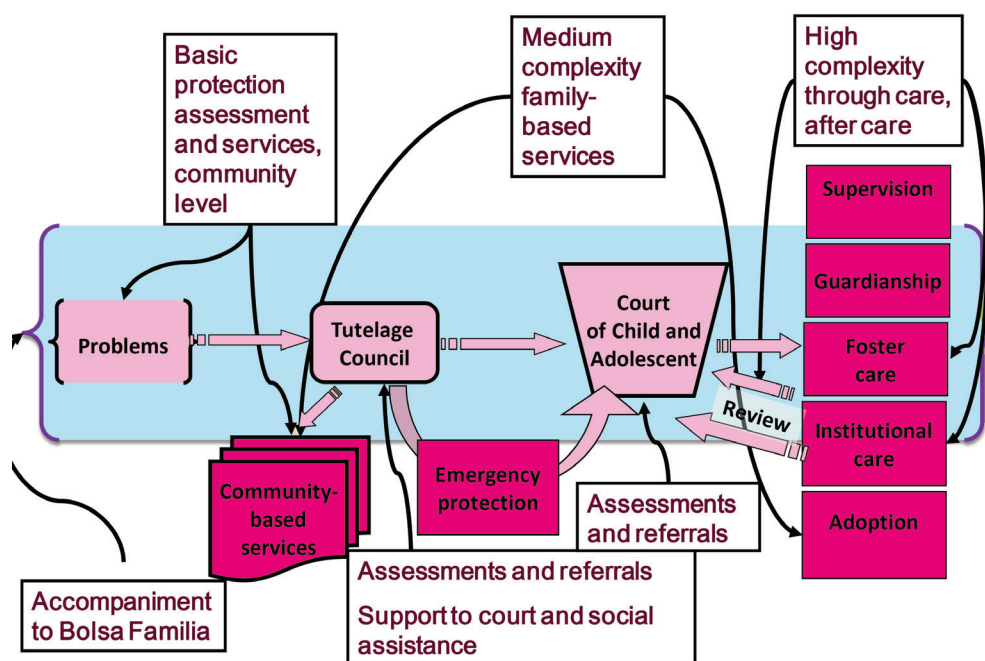 Basic
protection
assessment
and services,
community
level
Medium
complexity
family-
based
services
High
complexity
through care,
after care
Supervision
Guardianship
Foster
care
Institutional
care
Adoption
Problems
Tutelage
Council
Court
of Child and
Adolescent
Review
Community-
based
services
Emergency
protection
Assessments
and referrals
Assessments and referrals
Support to court and social
assistance
Accompaniment
to Bolsa Familia